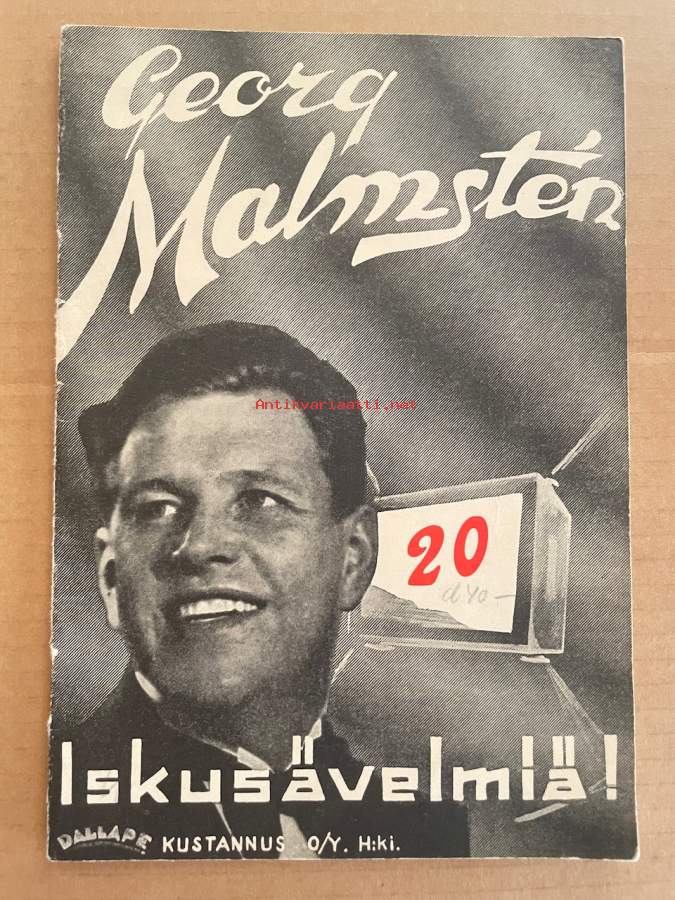 Georg
Malmstén
Antikvariaatti.net
20
Iskusävelmiä!
DALLAPE KUSTANNUS O/Y. H:ki.